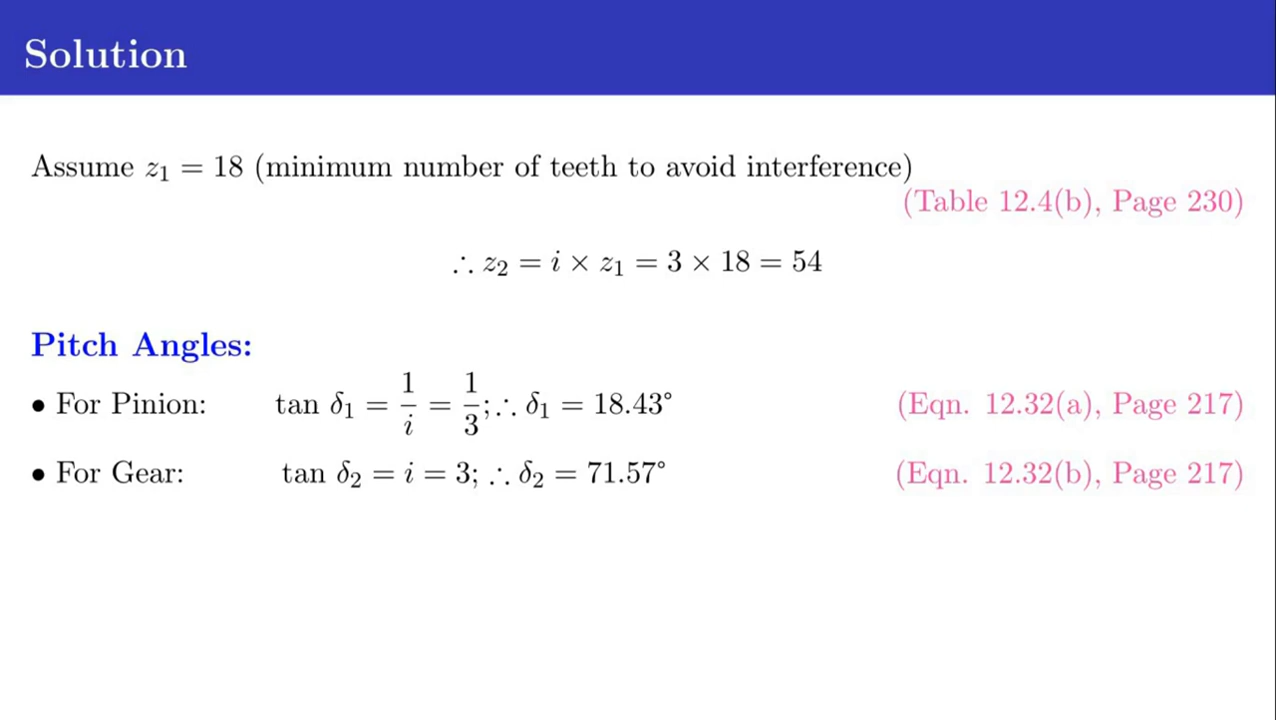 Solution
Assume z₁ = 18 (minimum number of teeth to avoid interference)
(Table 12.4(b), Page 230)
∴ z₂ = i × z₁ = 3 × 18 = 54
Pitch Angles:
• For Pinion: tan δ₁ = 1/i = 1/3; ∴ δ₁ = 18.43° (Eqn. 12.32(a), Page 217)
• For Gear: tan δ₂ = i = 3; ∴ δ₂ = 71.57° (Eqn. 12.32(b), Page 217)